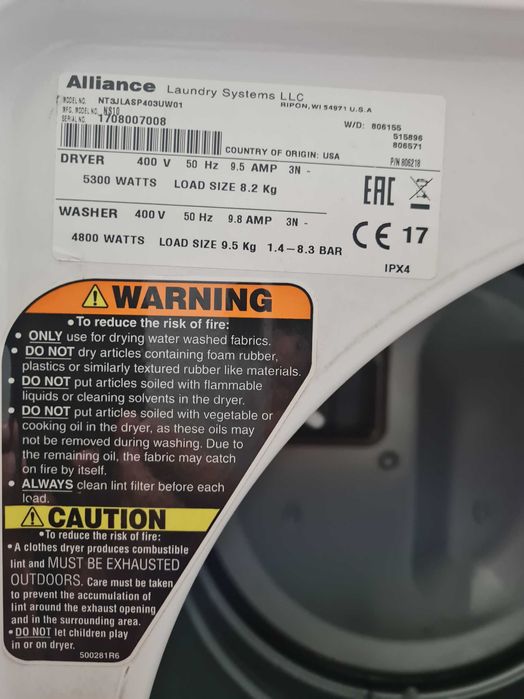 Alliance Laundry Systems LLC
RIPON, WI 54971 U.S.A
MODEL NO. NT3JLASP403UW01
MFG. MODEL NO. NS10
SERIAL NO. 1708007008
W/D: 806155
515896
806571
COUNTRY OF ORIGIN: USA
P/N 806218
DRYER 400 V 50 Hz 9.5 AMP 3N -
5300 WATTS LOAD SIZE 8.2 Kg
WASHER 400 V 50 Hz 9.8 AMP 3N -
4800 WATTS LOAD SIZE 9.5 Kg 1.4-8.3 BAR
EAC
CE 17
IPX4
WARNING
• To reduce the risk of fire:
• ONLY use for drying water washed fabrics.
• DO NOT dry articles containing foam rubber,
plastics or similarly textured rubber like materials.
• DO NOT put articles soiled with flammable
liquids or cleaning solvents in the dryer.
• DO NOT put articles soiled with vegetable or
cooking oil in the dryer, as these oils may
not be removed during washing. Due to
the remaining oil, the fabric may catch
on fire by itself.
• ALWAYS clean lint filter before each
load.
CAUTION
• To reduce the risk of fire:
• A clothes dryer produces combustible
lint and MUST BE EXHAUSTED
OUTDOORS. Care must be taken
to prevent the accumulation of
lint around the exhaust opening
and in the surrounding area.
• DO NOT let children play
in or on dryer.
500281R6